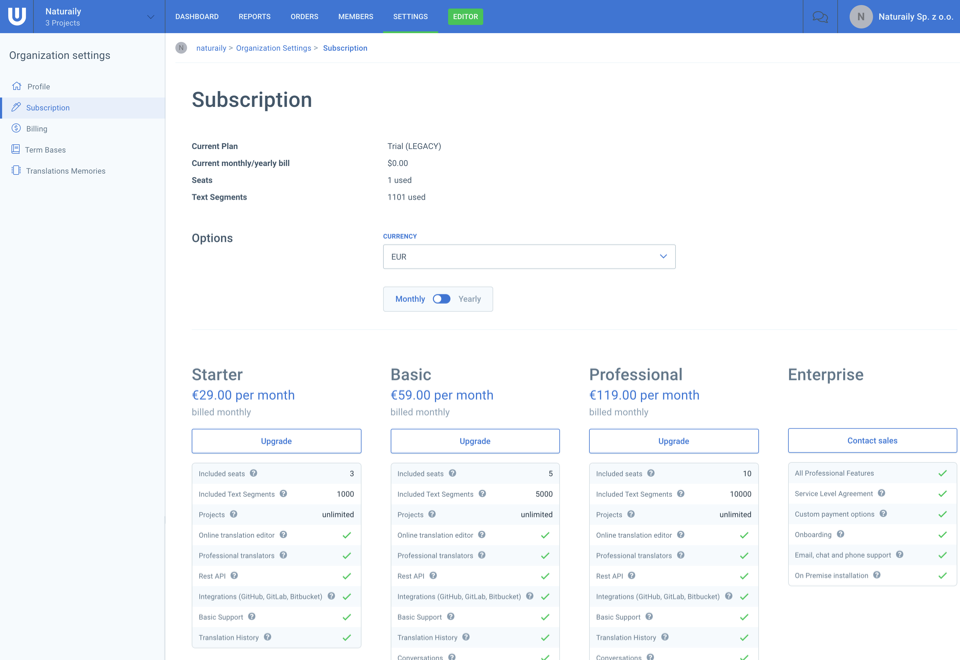 Naturaily
3 Projects
DASHBOARD REPORTS ORDERS MEMBERS SETTINGS EDITOR
N Naturaily Sp. z o.o.
Organization settings
Profile
Subscription
Billing
Term Bases
Translations Memories
N naturaily > Organization Settings > Subscription
Subscription
Current Plan Trial (LEGACY)
Current monthly/yearly bill $0.00
Seats 1 used
Text Segments 1101 used
Options
CURRENCY
EUR
Monthly Yearly
Starter
€29.00 per month
billed monthly
Upgrade
Included seats ? 3
Included Text Segments ? 1000
Projects ? unlimited
Online translation editor ?
Professional translators ?
Rest API ?
Integrations (GitHub, GitLab, Bitbucket) ?
Basic Support ?
Translation History ?
Basic
€59.00 per month
billed monthly
Upgrade
Included seats ? 5
Included Text Segments ? 5000
Projects ? unlimited
Online translation editor ?
Professional translators ?
Rest API ?
Integrations (GitHub, GitLab, Bitbucket) ?
Basic Support ?
Translation History ?
Conversations ?
Professional
€119.00 per month
billed monthly
Upgrade
Included seats ? 10
Included Text Segments ? 10000
Projects ? unlimited
Online translation editor ?
Professional translators ?
Rest API ?
Integrations (GitHub, GitLab, Bitbucket) ?
Basic Support ?
Translation History ?
Conversations ?
Enterprise
Contact sales
All Professional Features
Service Level Agreement ?
Custom payment options ?
Onboarding ?
Email, chat and phone support ?
On Premise installation ?